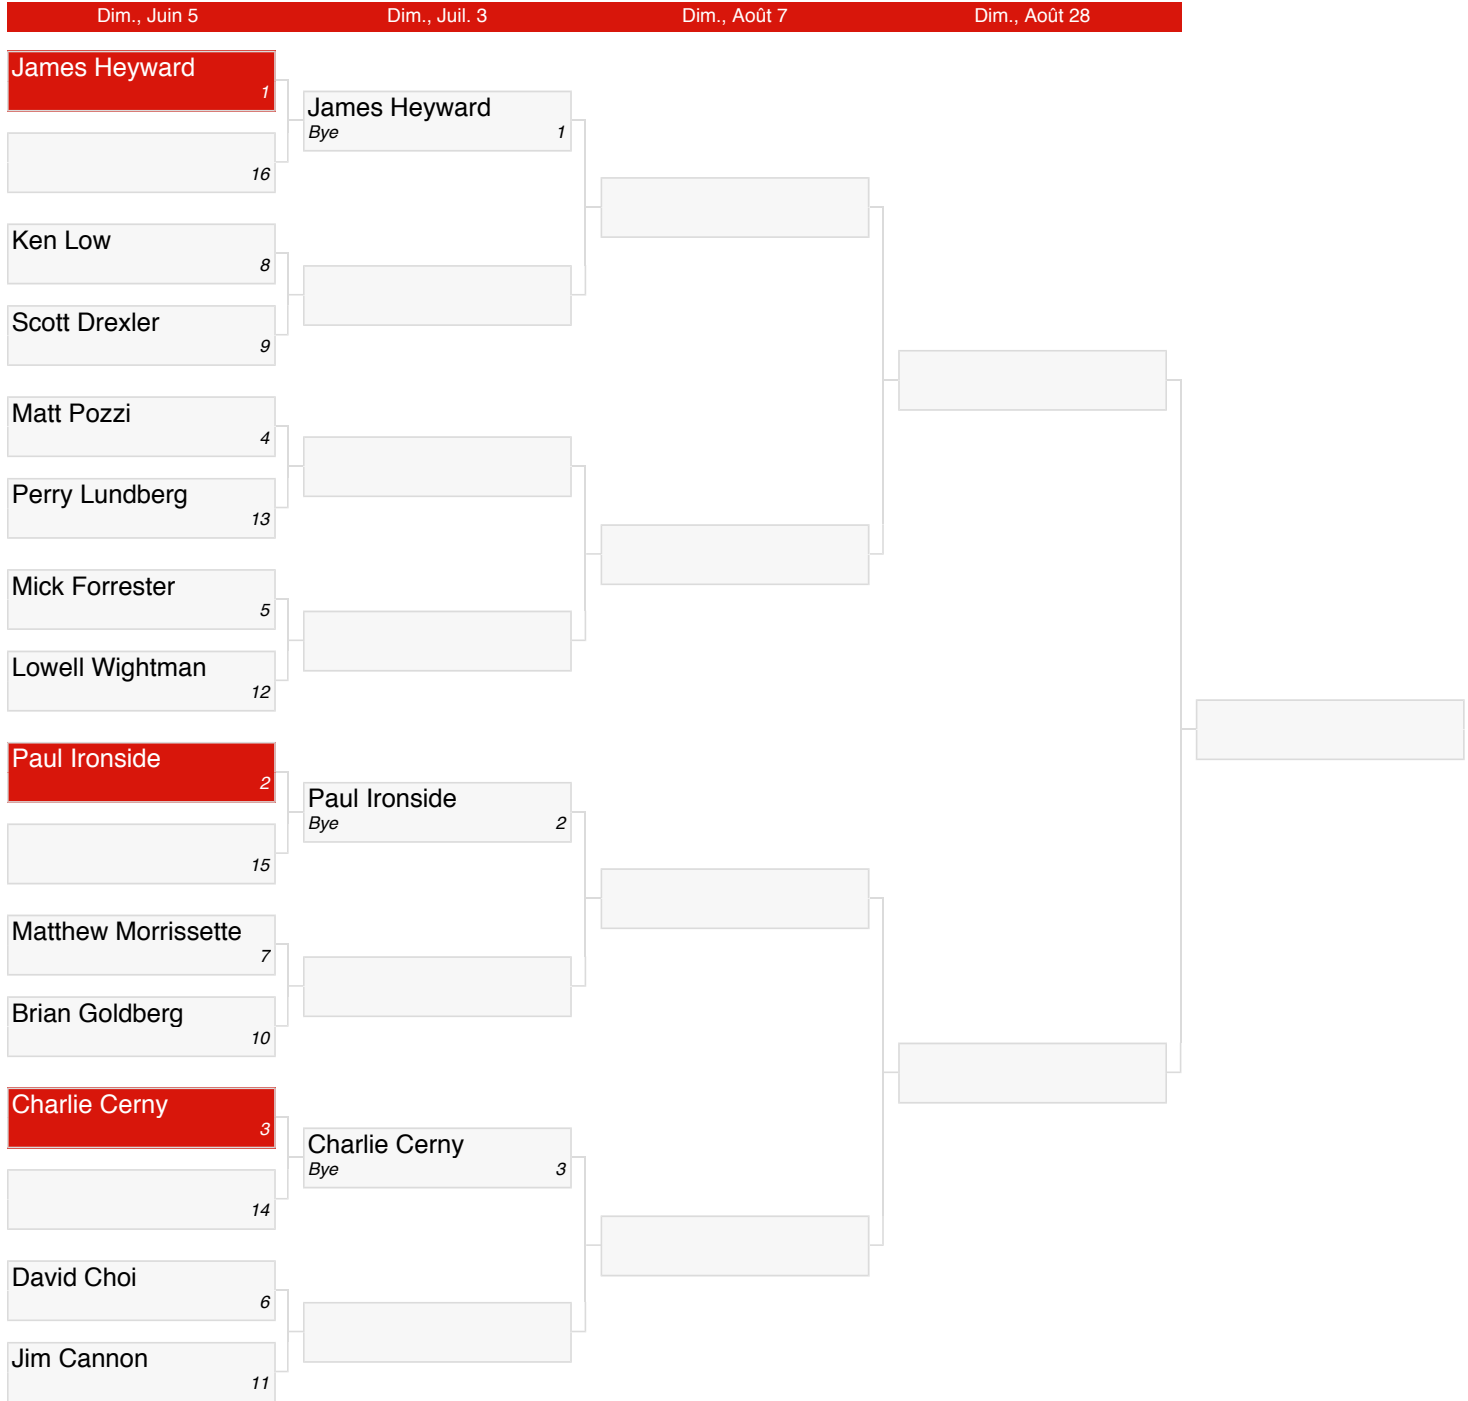 Dim., Juin 5
Dim., Juil. 3
Dim., Août 7
Dim., Août 28
James Heyward
1
16
Ken Low
8
Scott Drexler
9
Matt Pozzi
4
Perry Lundberg
13
Mick Forrester
5
Lowell Wightman
12
Paul Ironside
2
15
Matthew Morrissette
7
Brian Goldberg
10
Charlie Cerny
3
14
David Choi
6
Jim Cannon
11
James Heyward
Bye 1
Paul Ironside
Bye 2
Charlie Cerny
Bye 3